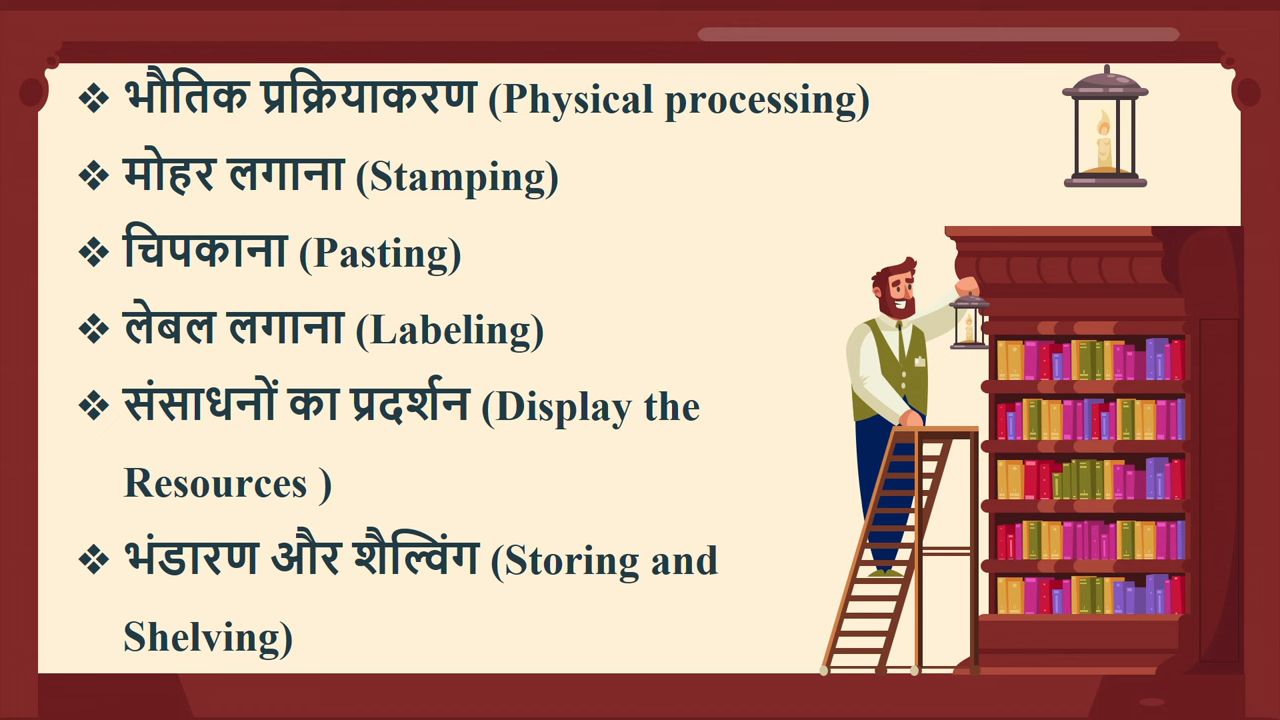 ❖ भौतिक प्रक्रियाकरण (Physical processing)
❖ मोहर लगाना (Stamping)
❖ चिपकाना (Pasting)
❖ लेबल लगाना (Labeling)
❖ संसाधनों का प्रदर्शन (Display the
Resources )
❖ भंडारण और शैल्विंग (Storing and
Shelving)